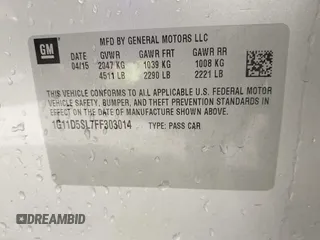 GM
MFD BY GENERAL MOTORS LLC
DATE GVWR GAWR FRT GAWR RR
04/15 2047 KG 1039 KG 1008 KG
4511 LB 2290 LB 2221 LB
THIS VEHICLE CONFORMS TO ALL APPLICABLE U.S. FEDERAL MOTOR
VEHICLE SAFETY, BUMPER, AND THEFT PREVENTION STANDARDS
IN EFFECT ON THE DATE OF MANUFACTURE SHOWN ABOVE.
1G11D5SL7FF303014 TYPE: PASS CAR
DREAMBID